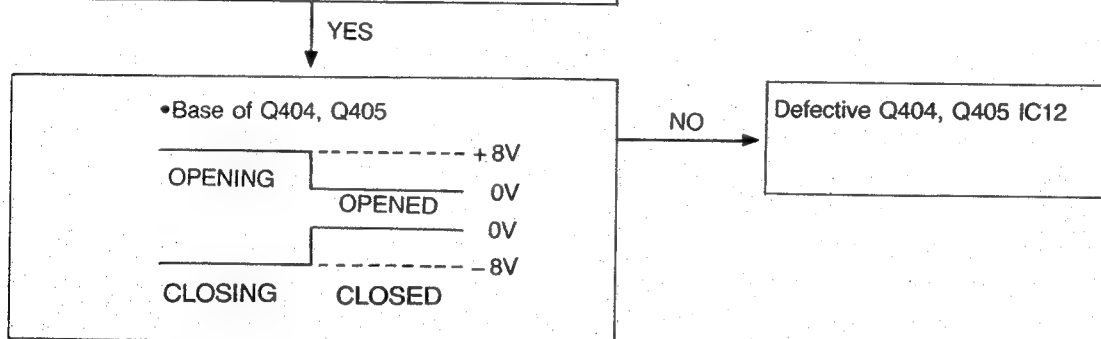 YES
•Base of Q404, Q405
+8V
OPENING
0V
OPENED
0V
-8V
CLOSING CLOSED
NO
Defective Q404, Q405 IC12